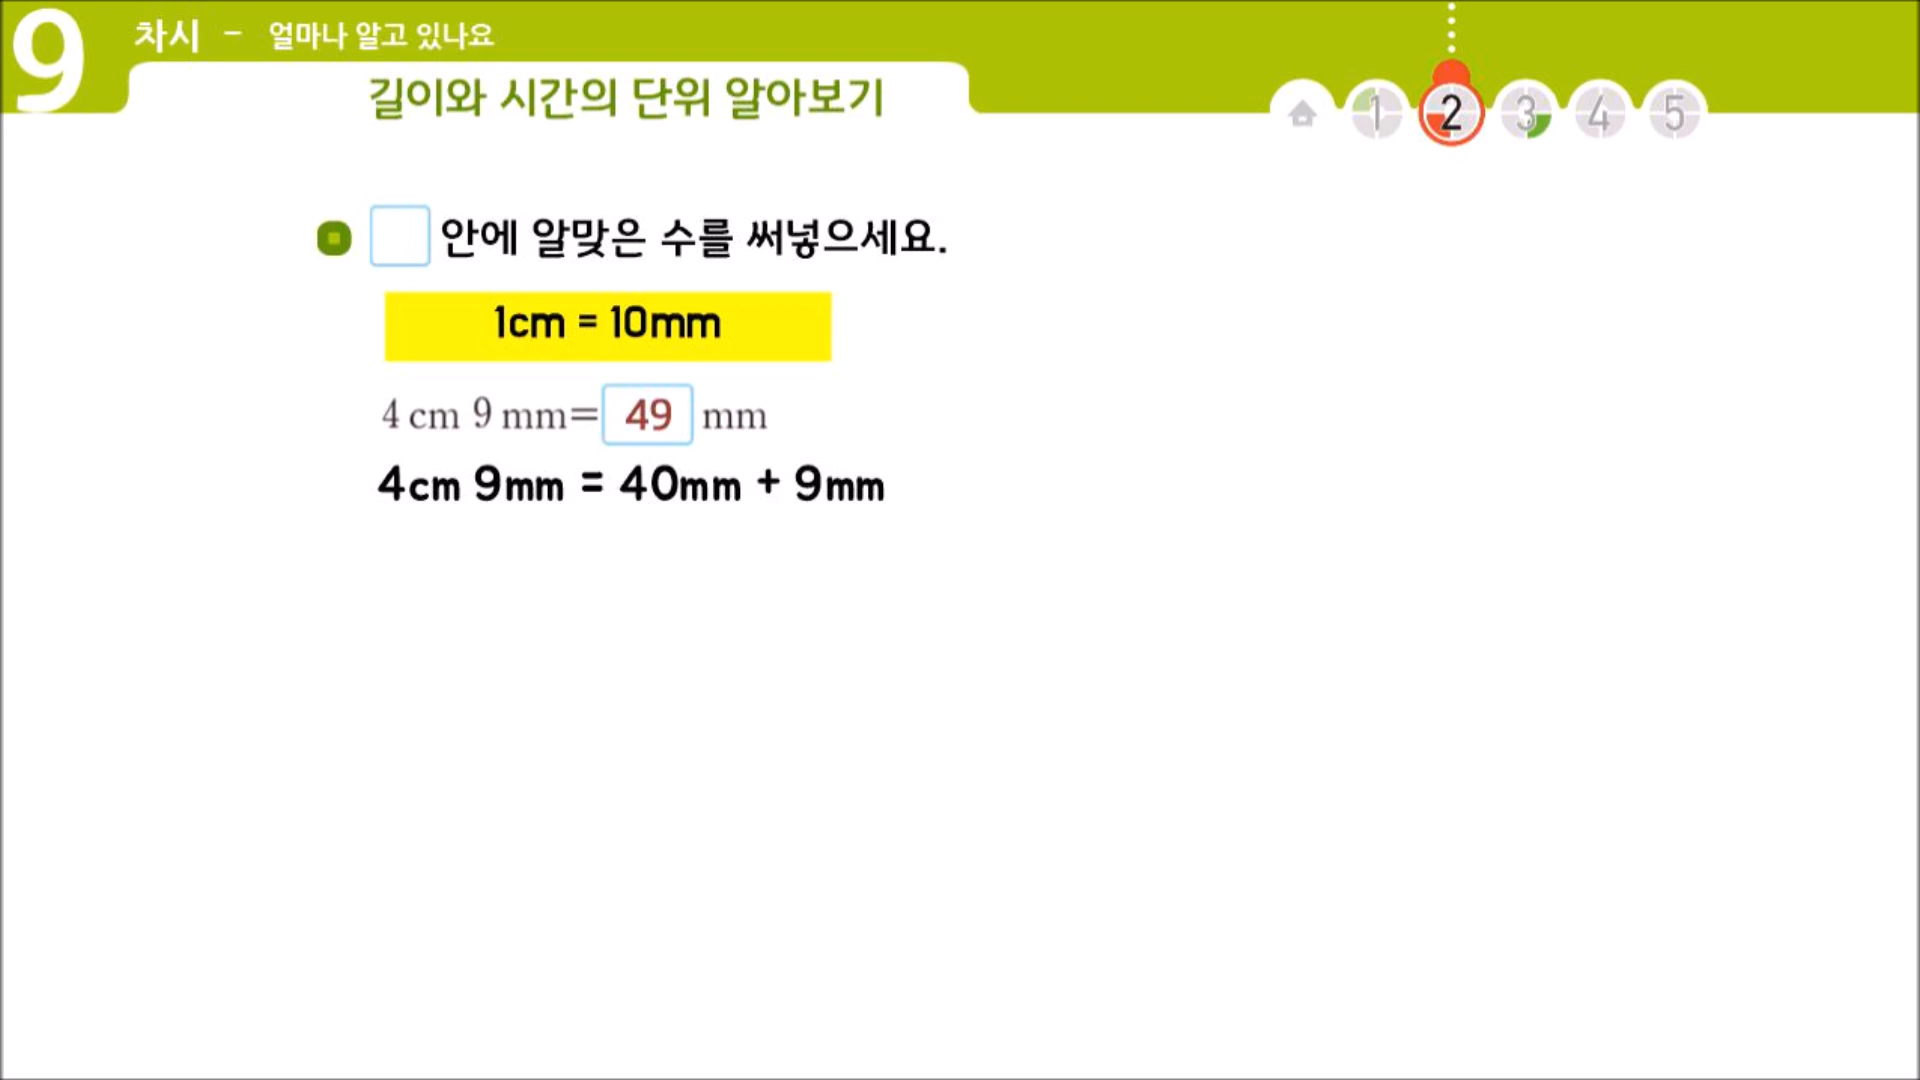 9 차시 - 얼마나 알고 있나요
길이와 시간의 단위 알아보기
1 2 3 4 5
안에 알맞은 수를 써넣으세요.
1cm = 10mm
4 cm 9 mm= 49 mm
4cm 9mm = 40mm + 9mm